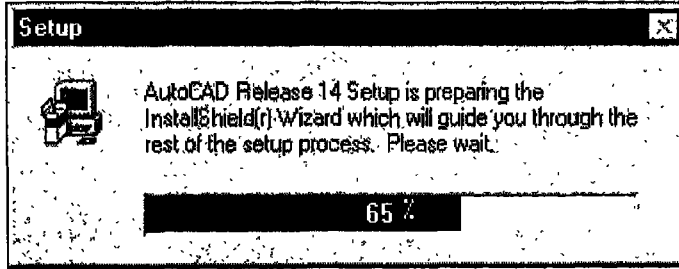 Setup
AutoCAD Release 14 Setup is preparing the
InstallShield(r) Wizard which will guide you through the
rest of the setup process. Please wait.
65 %